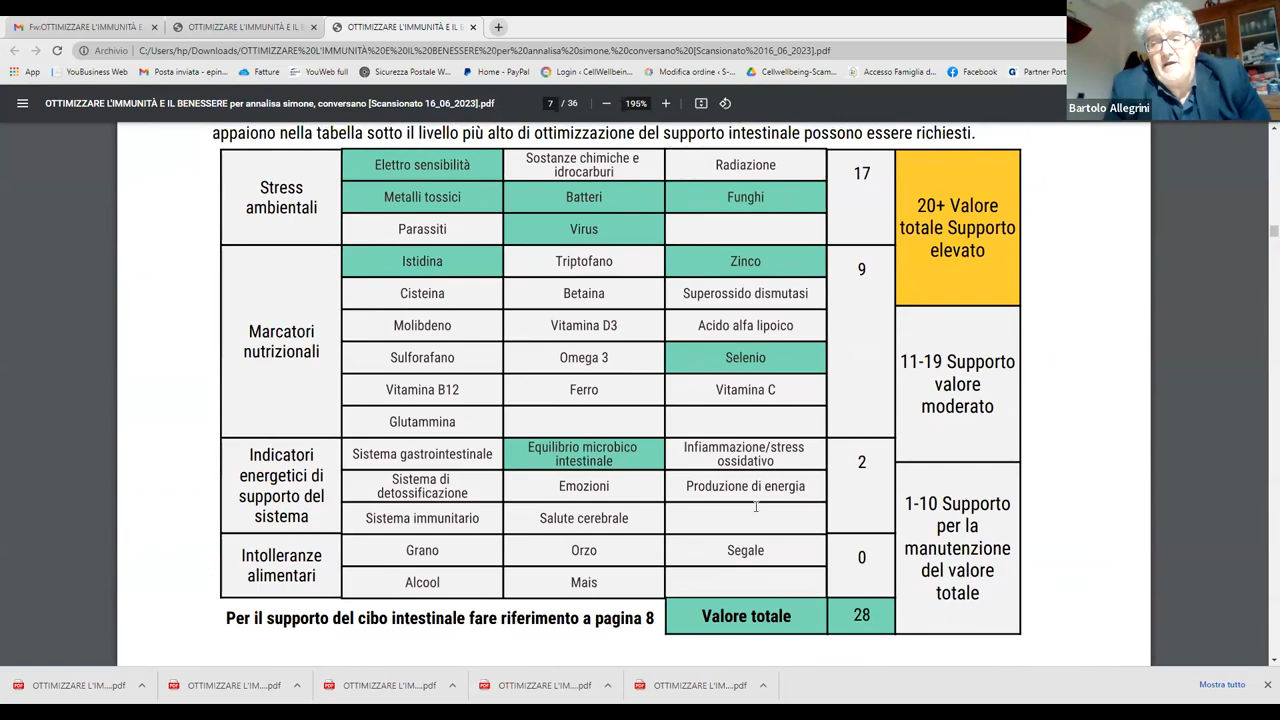 Fw:OTTIMIZZARE L'IMMUNITÀ E
OTTIMIZZARE L'IMMUNITÀ E IL BE
OTTIMIZZARE L'IMMUNITÀ E IL BE
Archivio
C:/Users/hp/Downloads/OTTIMIZZARE%20L'IMMUNITÀ%20E%20IL%20BENESSERE%20per%20annalisa%20simone,%20conversano%20[Scansionato%2016_06_2023].pdf
App
YouBusiness Web
Posta inviata - epin...
Fatture
YouWeb full
Sicurezza Postale W...
Home - PayPal
Login ‹ CellWellbein...
Modifica ordine ‹ S-...
Cellwellbeing-Scam...
Accesso Famiglia d...
Facebook
Partner Port
Bartolo Allegrini
OTTIMIZZARE L'IMMUNITÀ E IL BENESSERE per annalisa simone, conversano [Scansionato 16_06_2023].pdf
7 / 36
195%
appaiono nella tabella sotto il livello più alto di ottimizzazione del supporto intestinale possono essere richiesti.
Stress
ambientali
Elettro sensibilità
Sostanze chimiche e
idrocarburi
Radiazione
17
Metalli tossici
Batteri
Funghi
Parassiti
Virus
Marcatori
nutrizionali
Istidina
Triptofano
Zinco
9
Cisteina
Betaina
Superossido dismutasi
Molibdeno
Vitamina D3
Acido alfa lipoico
Sulforafano
Omega 3
Selenio
Vitamina B12
Ferro
Vitamina C
Glutammina
Indicatori
energetici di
supporto del
sistema
Sistema gastrointestinale
Equilibrio microbico
intestinale
Infiammazione/stress
ossidativo
2
Sistema di
detossificazione
Emozioni
Produzione di energia
Sistema immunitario
Salute cerebrale
Intolleranze
alimentari
Grano
Orzo
Segale
0
Alcool
Mais
Per il supporto del cibo intestinale fare riferimento a pagina 8
Valore totale
28
20+ Valore
totale Supporto
elevato
11-19 Supporto
valore
moderato
1-10 Supporto
per la
manutenzione
del valore
totale
OTTIMIZZARE L'IM....pdf
OTTIMIZZARE L'IM....pdf
OTTIMIZZARE L'IM....pdf
OTTIMIZZARE L'IM....pdf
OTTIMIZZARE L'IM....pdf
Mostra tutto